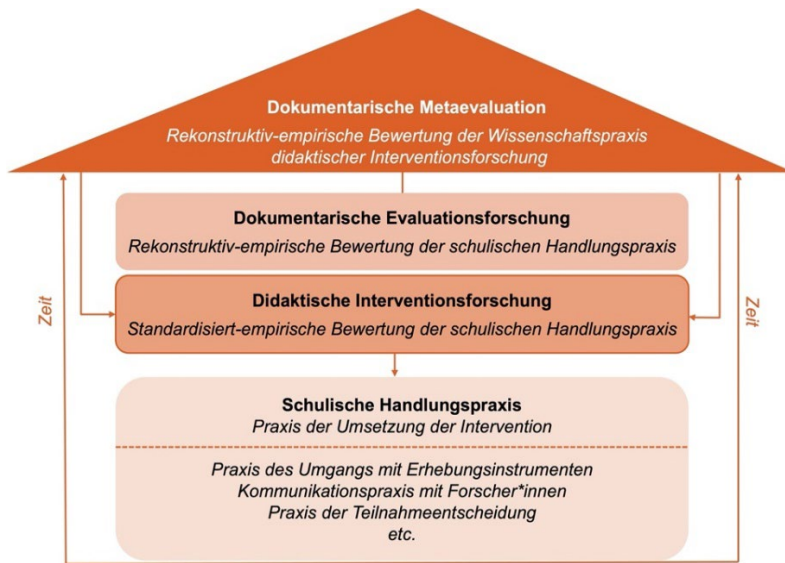 Dokumentarische Metaevaluation
Rekonstruktiv-empirische Bewertung der Wissenschaftspraxis
didaktischer Interventionsforschung
Dokumentarische Evaluationsforschung
Rekonstruktiv-empirische Bewertung der schulischen Handlungspraxis
Didaktische Interventionsforschung
Standardisiert-empirische Bewertung der schulischen Handlungspraxis
Zeit
Zeit
Schulische Handlungspraxis
Praxis der Umsetzung der Intervention
Praxis des Umgangs mit Erhebungsinstrumenten
Kommunikationspraxis mit Forscher*innen
Praxis der Teilnahmeentscheidung
etc.